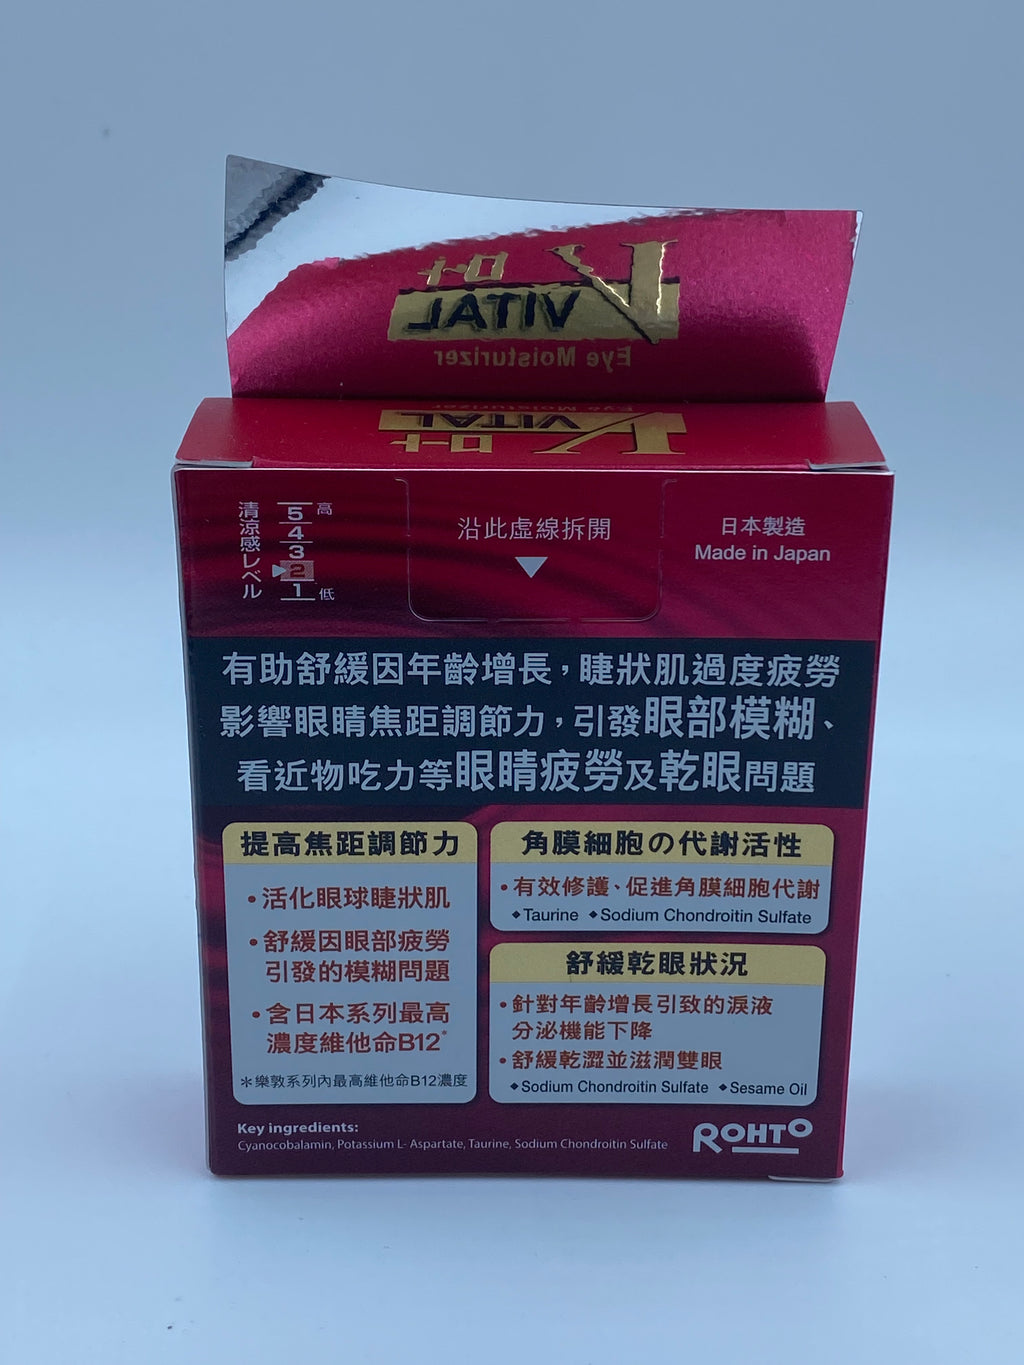 K 叶
VITAL
Eye Moisturizer
Eye Moisturizer
VITAL
K 叶
清涼感レベル
5 高
4
3
2
1 低
沿此虛線拆開
日本製造
Made in Japan
有助舒緩因年齡增長，睫狀肌過度疲勞
影響眼睛焦距調節力，引發眼部模糊、
看近物吃力等眼睛疲勞及乾眼問題
提高焦距調節力
•活化眼球睫狀肌
•舒緩因眼部疲勞
引發的模糊問題
•含日本系列最高
濃度維他命B12*
＊樂敦系列內最高維他命B12濃度
角膜細胞の代謝活性
•有效修護、促進角膜細胞代謝
◆Taurine ◆Sodium Chondroitin Sulfate
舒緩乾眼狀況
•針對年齡增長引致的淚液
分泌機能下降
•舒緩乾澀並滋潤雙眼
◆Sodium Chondroitin Sulfate ◆Sesame Oil
Key ingredients:
Cyanocobalamin, Potassium L- Aspartate, Taurine, Sodium Chondroitin Sulfate
ROHTO